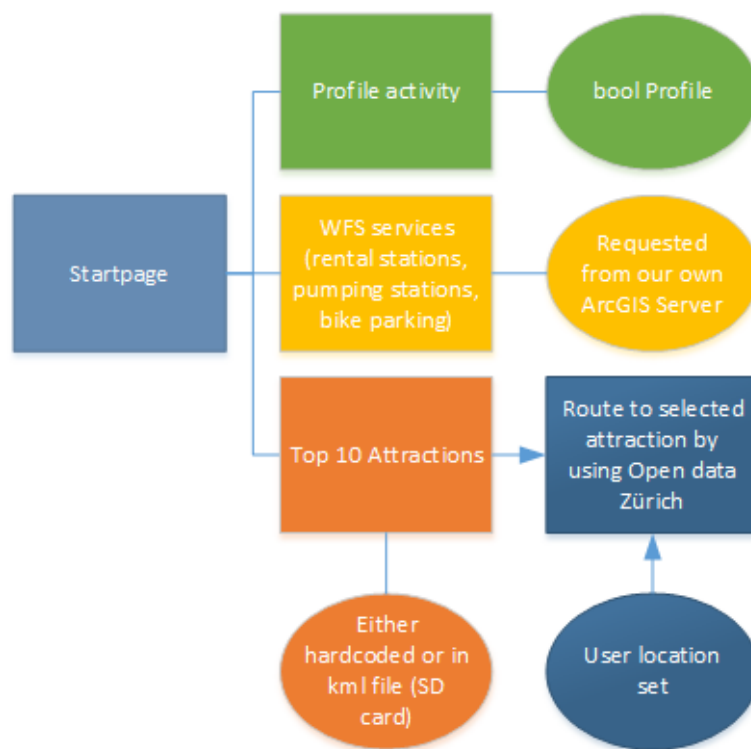 Profile activity
bool Profile
Startpage
WFS services
(rental stations,
pumping stations,
bike parking)
Requested
from our own
ArcGIS Server
Top 10 Attractions
Route to selected
attraction by
using Open data
Zürich
Either
hardcoded or in
kml file (SD
card)
User location
set